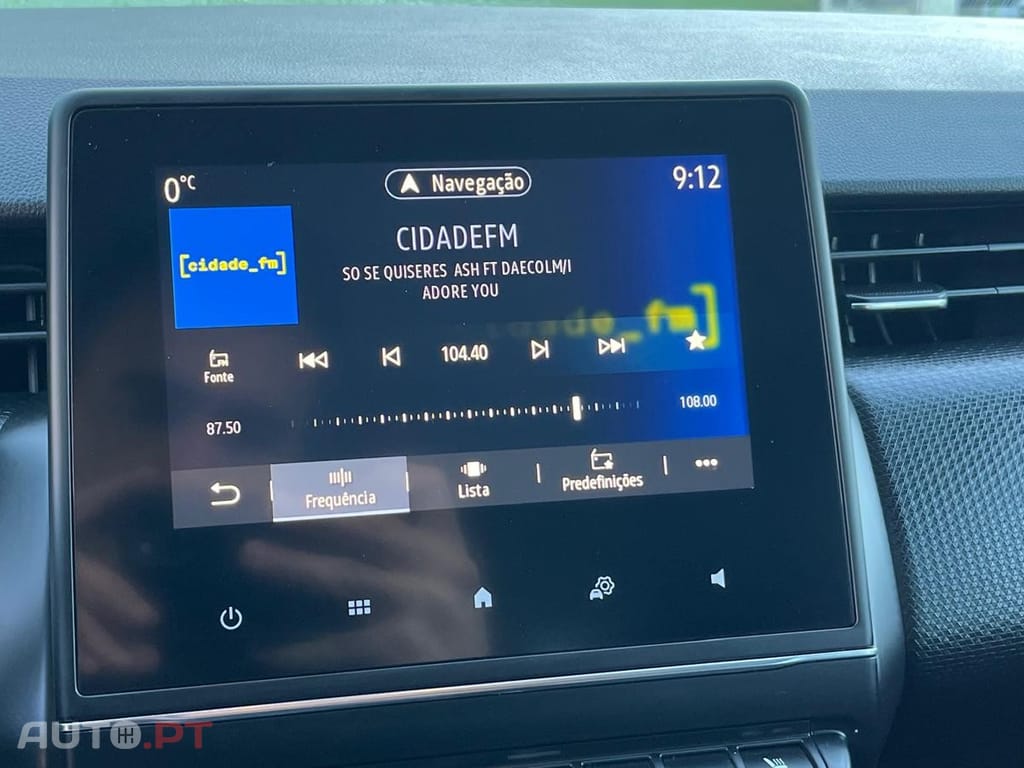 0°C
Navegação
9:12
[cidade_fm]
CIDADEFM
SO SE QUISERES ASH FT DAECOLM/I
ADORE YOU
cidade_fm]
Fonte
104.40
87.50
108.00
Frequência
Lista
Predefinições
AUTO.PT